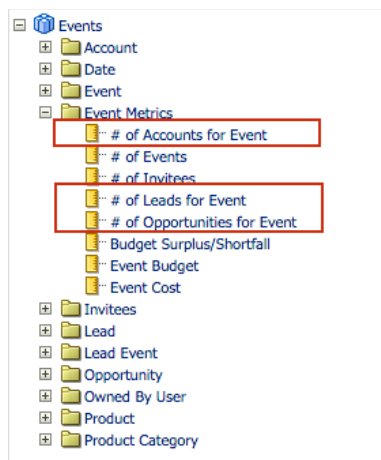 Events
Account
Date
Event
Event Metrics
# of Accounts for Event
# of Events
# of Invitees
# of Leads for Event
# of Opportunities for Event
Budget Surplus/Shortfall
Event Budget
Event Cost
Invitees
Lead
Lead Event
Opportunity
Owned By User
Product
Product Category